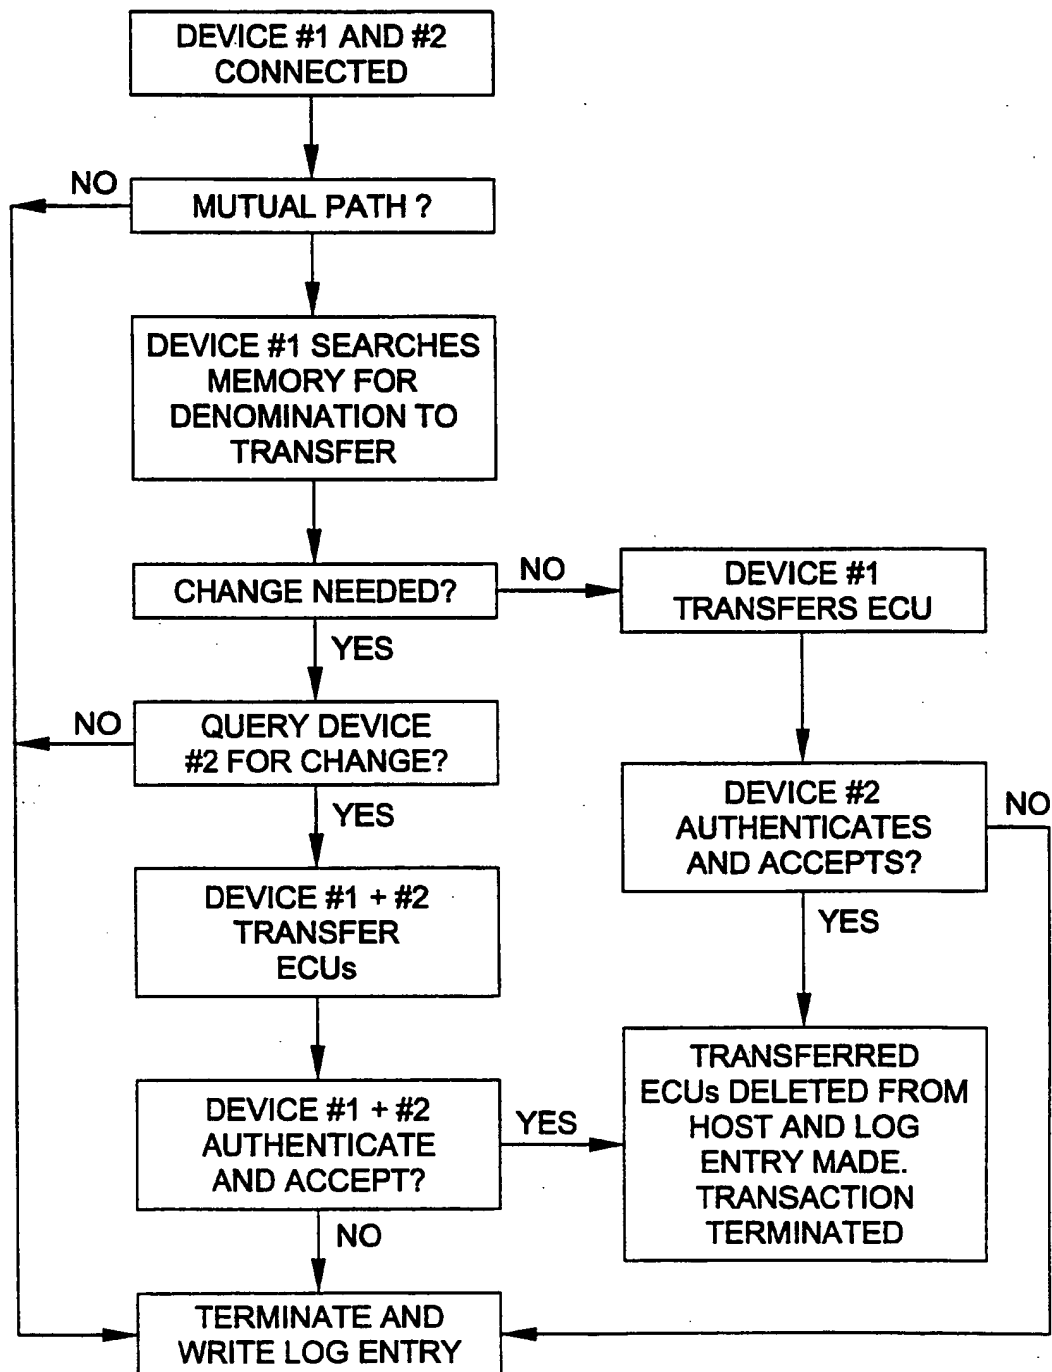 DEVICE #1 AND #2
CONNECTED
NO
MUTUAL PATH ?
DEVICE #1 SEARCHES
MEMORY FOR
DENOMINATION TO
TRANSFER
CHANGE NEEDED?
NO
DEVICE #1
TRANSFERS ECU
YES
NO
QUERY DEVICE
#2 FOR CHANGE?
YES
DEVICE #2
AUTHENTICATES
AND ACCEPTS?
NO
YES
DEVICE #1 + #2
TRANSFER
ECUs
DEVICE #1 + #2
AUTHENTICATE
AND ACCEPT?
YES
TRANSFERRED
ECUs DELETED FROM
HOST AND LOG
ENTRY MADE.
TRANSACTION
TERMINATED
NO
TERMINATE AND
WRITE LOG ENTRY